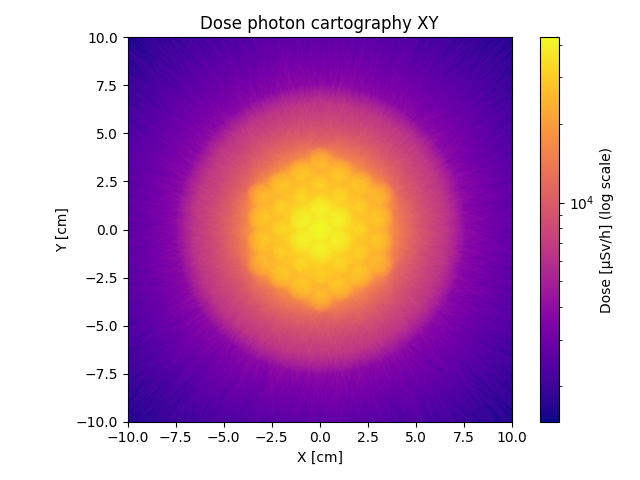 Dose photon cartography XY
10.0
7.5
5.0
2.5
0.0
−2.5
−5.0
−7.5
−10.0
Y [cm]
−10.0 −7.5 −5.0 −2.5 0.0 2.5 5.0 7.5 10.0
X [cm]
10⁴
Dose [µSv/h] (log scale)